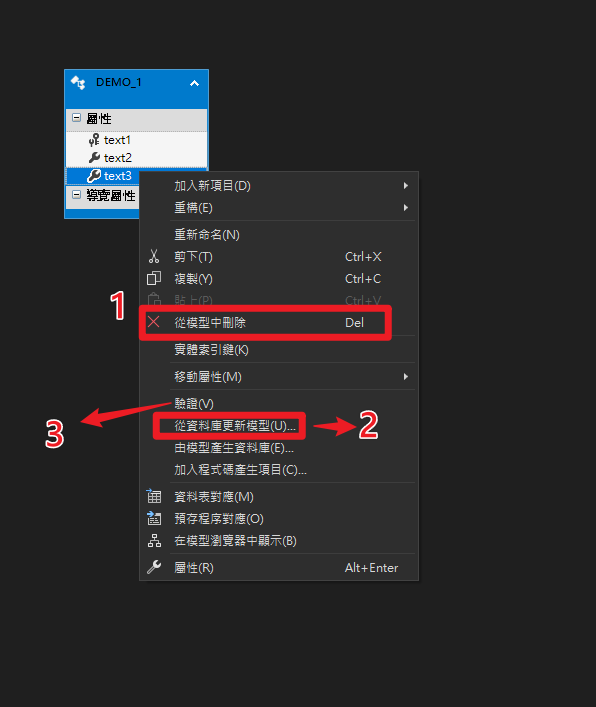 DEMO_1
屬性
text1
text2
text3
導覽屬性
加入新項目(D)
重構(E)
重新命名(N)
剪下(T) Ctrl+X
複製(Y) Ctrl+C
貼上(P) Ctrl+V
1
從模型中刪除 Del
實體索引鍵(K)
移動屬性(M)
驗證(V)
3
從資料庫更新模型(U)...
2
由模型產生資料庫(E)...
加入程式碼產生項目(C)...
資料表對應(M)
預存程序對應(O)
在模型瀏覽器中顯示(B)
屬性(R) Alt+Enter